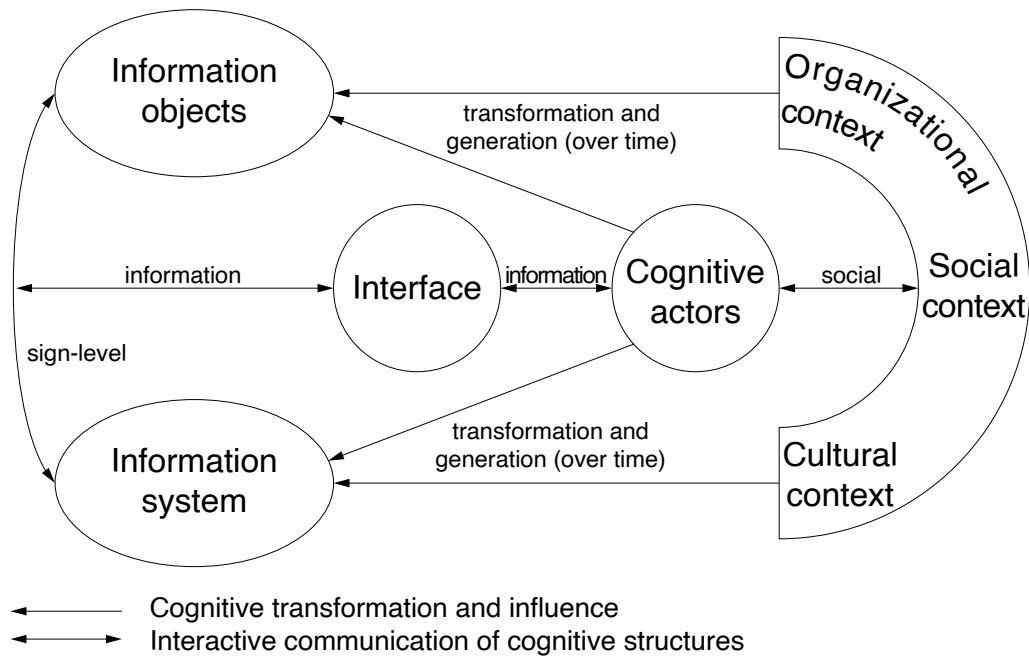 Information
objects
Organizational
context
transformation and
generation (over time)
information
Interface
information
Cognitive
actors
social
Social
context
sign-level
transformation and
generation (over time)
Information
system
Cultural
context
Cognitive transformation and influence
Interactive communication of cognitive structures